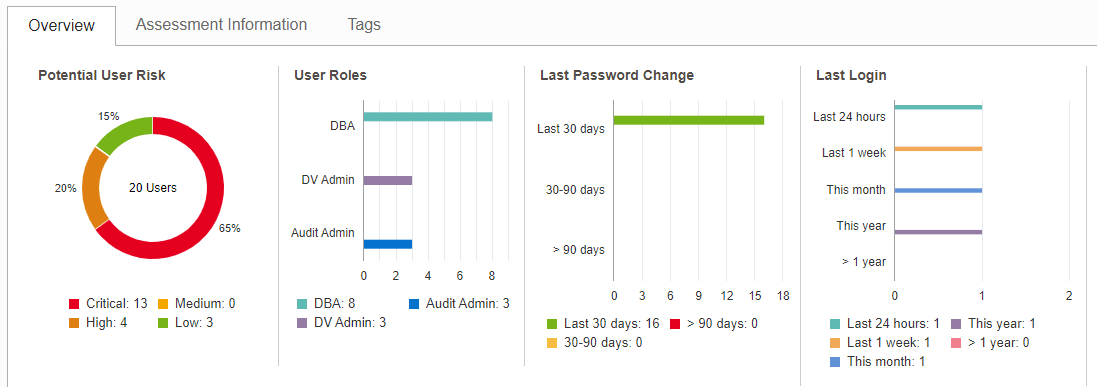 Overview
Assessment Information
Tags
Potential User Risk
15%
20%
20 Users
65%
Critical: 13
Medium: 0
High: 4
Low: 3
User Roles
DBA
DV Admin
Audit Admin
0 2 4 6 8
DBA: 8
Audit Admin: 3
DV Admin: 3
Last Password Change
Last 30 days
30-90 days
> 90 days
0 3 6 9 12 15 18
Last 30 days: 16
> 90 days: 0
30-90 days: 0
Last Login
Last 24 hours
Last 1 week
This month
This year
> 1 year
0 1 2
Last 24 hours: 1
This year: 1
Last 1 week: 1
> 1 year: 0
This month: 1